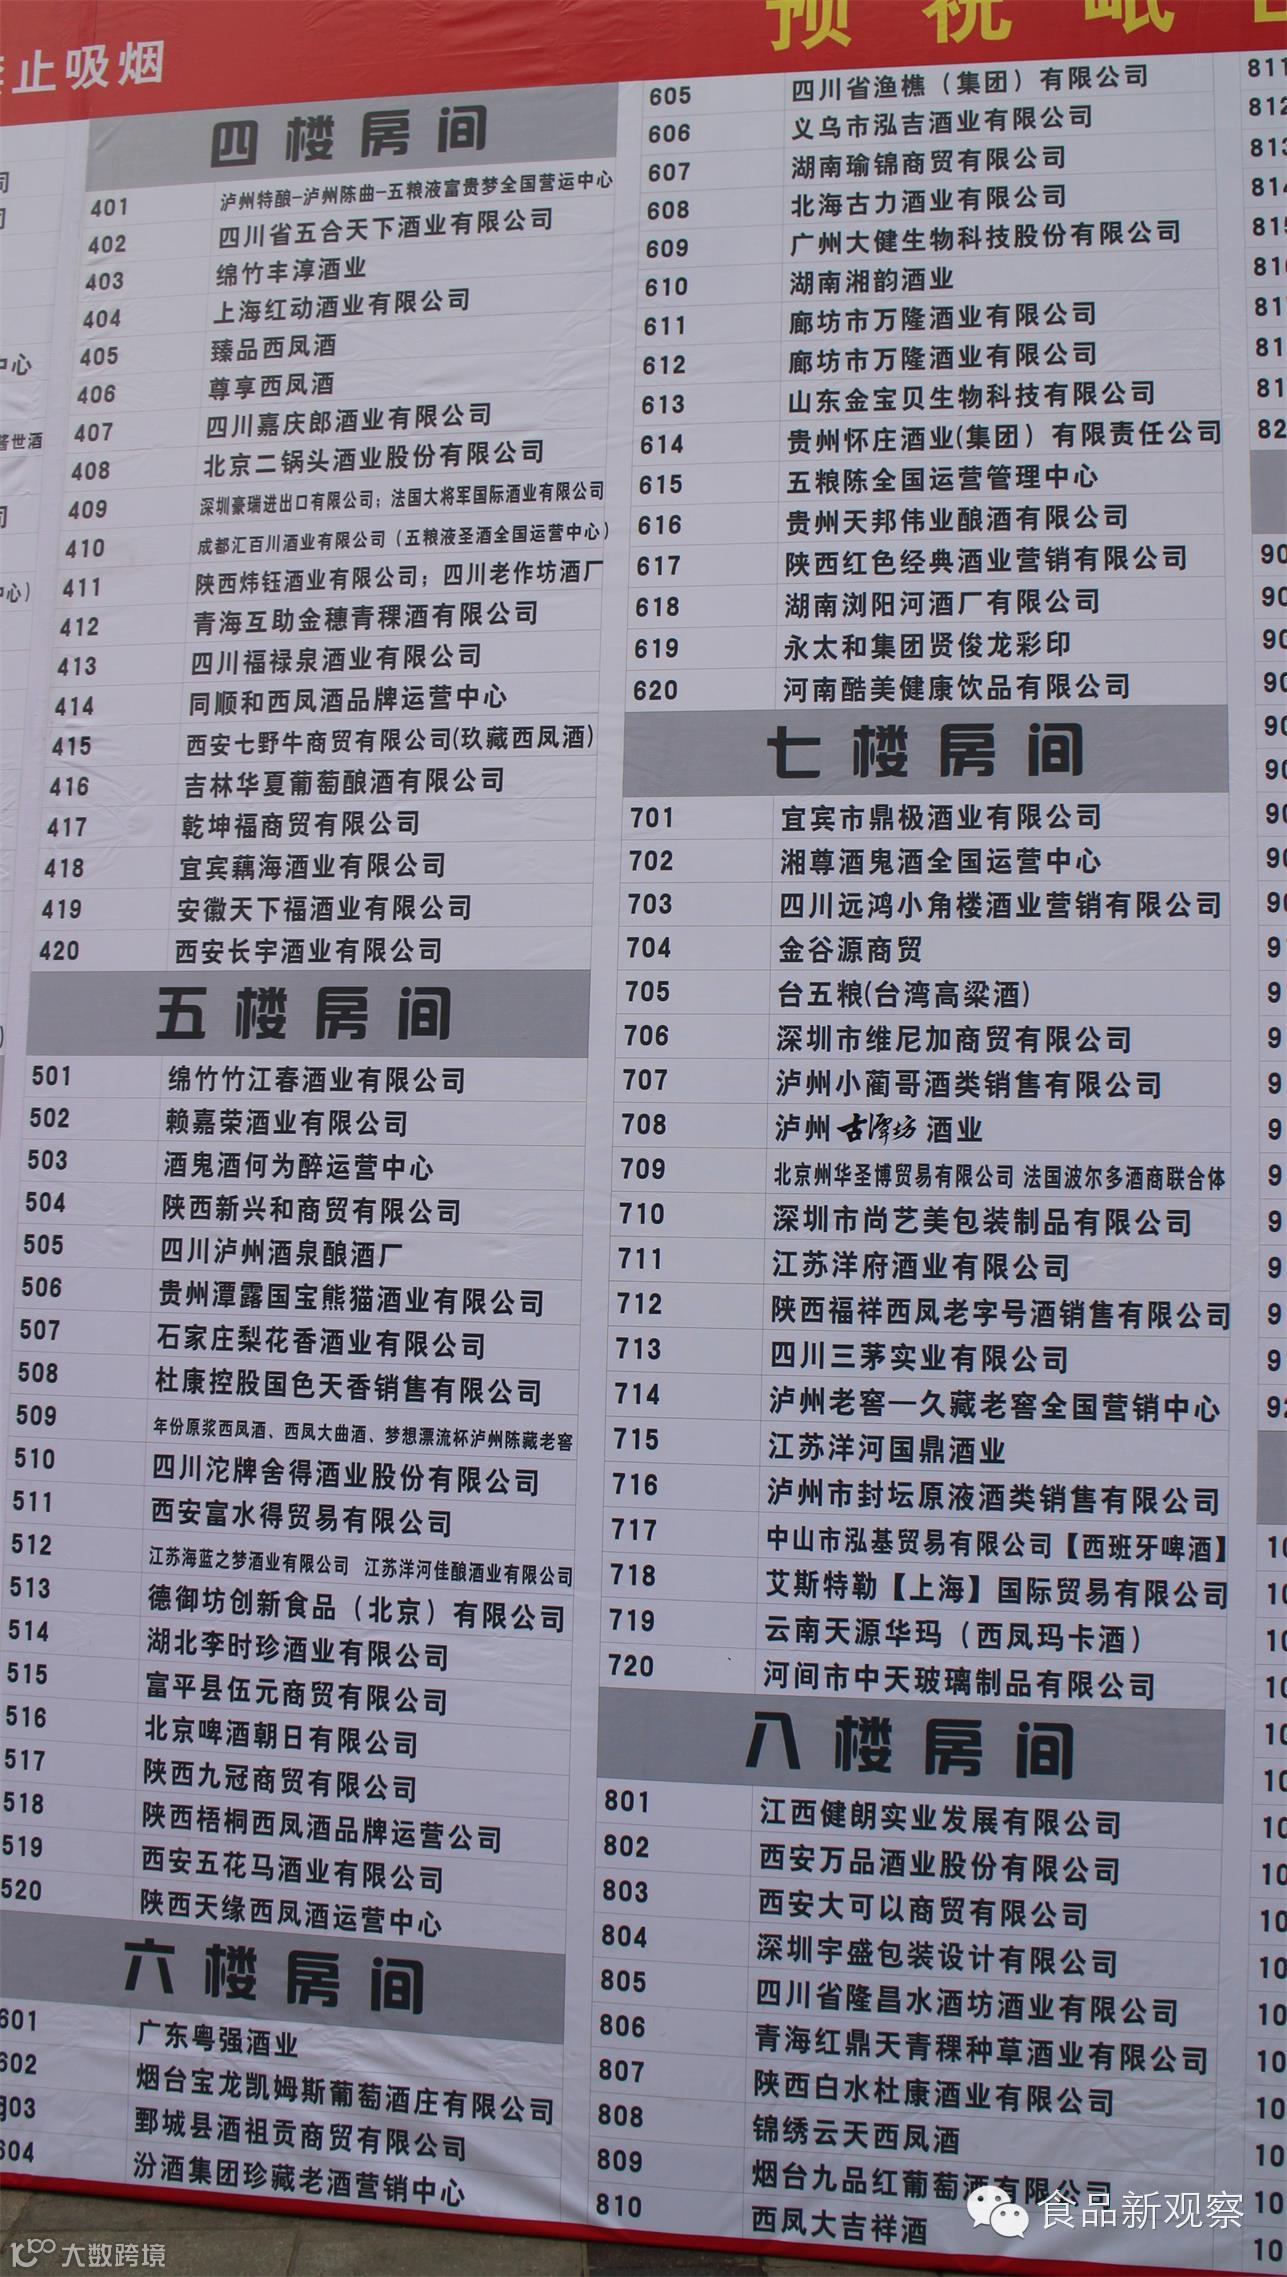 止吸烟
预祝
四楼房间
401 泸州特酿-泸州陈曲-五粮液富贵梦全国营运中心
402 四川省五合天下酒业有限公司
403 绵竹丰淳酒业
404 上海红动酒业有限公司
405 臻品西凤酒
406 尊享西凤酒
407 四川嘉庆郎酒业有限公司
408 北京二锅头酒业股份有限公司
409 深圳豪瑞进出口有限公司；法国大将军国际酒业有限公司
410 成都汇百川酒业有限公司（五粮液圣酒全国运营中心）
411 陕西炜钰酒业有限公司；四川老作坊酒厂
412 青海互助金穗青稞酒有限公司
413 四川福禄泉酒业有限公司
414 同顺和西凤酒品牌运营中心
415 西安七野牛商贸有限公司(玖藏西凤酒)
416 吉林华夏葡萄酿酒有限公司
417 乾坤福商贸有限公司
418 宜宾藕海酒业有限公司
419 安徽天下福酒业有限公司
420 西安长宇酒业有限公司
五楼房间
501 绵竹竹江春酒业有限公司
502 赖嘉荣酒业有限公司
503 酒鬼酒何为醉运营中心
504 陕西新兴和商贸有限公司
505 四川泸州酒泉酿酒厂
506 贵州潭露国宝熊猫酒业有限公司
507 石家庄梨花香酒业有限公司
508 杜康控股国色天香销售有限公司
509 年份原浆西凤酒、西凤大曲酒、梦想漂流杯泸州陈藏老窖
510 四川沱牌舍得酒业股份有限公司
511 西安富水得贸易有限公司
512 江苏海蓝之梦酒业有限公司 江苏洋河佳酿酒业有限公司
513 德御坊创新食品（北京）有限公司
514 湖北李时珍酒业有限公司
515 富平县伍元商贸有限公司
516 北京啤酒朝日有限公司
517 陕西九冠商贸有限公司
518 陕西梧桐西凤酒品牌运营公司
519 西安五花马酒业有限公司
520 陕西天缘西凤酒运营中心
六楼房间
601 广东粤强酒业
602 烟台宝龙凯姆斯葡萄酒庄有限公司
03 鄄城县酒祖贡商贸有限公司
604 汾酒集团珍藏老酒营销中心
605 四川省渔樵（集团）有限公司
606 义乌市泓吉酒业有限公司
607 湖南瑜锦商贸有限公司
608 北海古力酒业有限公司
609 广州大健生物科技股份有限公司
610 湖南湘韵酒业
611 廊坊市万隆酒业有限公司
612 廊坊市万隆酒业有限公司
613 山东金宝贝生物科技有限公司
614 贵州怀庄酒业(集团）有限责任公司
615 五粮陈全国运营管理中心
616 贵州天邦伟业酿酒有限公司
617 陕西红色经典酒业营销有限公司
618 湖南浏阳河酒厂有限公司
619 永太和集团贤俊龙彩印
620 河南酷美健康饮品有限公司
七楼房间
701 宜宾市鼎极酒业有限公司
702 湘尊酒鬼酒全国运营中心
703 四川远鸿小角楼酒业营销有限公司
704 金谷源商贸
705 台五粮(台湾高粱酒)
706 深圳市维尼加商贸有限公司
707 泸州小蔺哥酒类销售有限公司
708 泸州古潭坊酒业
709 北京州华圣博贸易有限公司 法国波尔多酒商联合体
710 深圳市尚艺美包装制品有限公司
711 江苏洋府酒业有限公司
712 陕西福祥西凤老字号酒销售有限公司
713 四川三茅实业有限公司
714 泸州老窖—久藏老窖全国营销中心
715 江苏洋河国鼎酒业
716 泸州市封坛原液酒类销售有限公司
717 中山市泓基贸易有限公司【西班牙啤酒】
718 艾斯特勒【上海】国际贸易有限公司
719 云南天源华玛（西凤玛卡酒）
720 河间市中天玻璃制品有限公司
八楼房间
801 江西健朗实业发展有限公司
802 西安万品酒业股份有限公司
803 西安大可以商贸有限公司
804 深圳宇盛包装设计有限公司
805 四川省隆昌水酒坊酒业有限公司
806 青海红鼎天青稞种草酒业有限公司
807 陕西白水杜康酒业有限公司
808 锦绣云天西凤酒
809 烟台九品红葡萄酒有限公司
810 西凤大吉祥酒
811
812
食品新观察
大数跨境